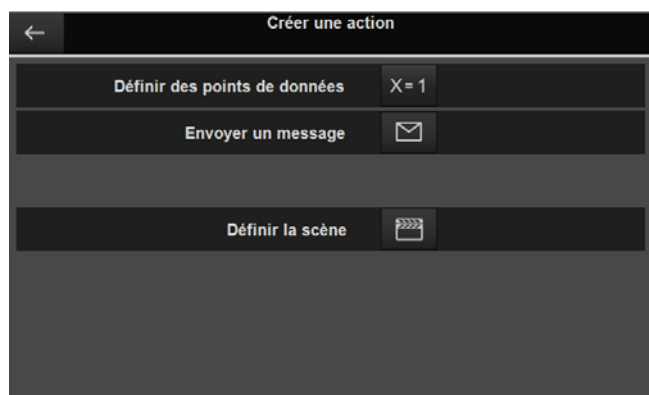 Créer une action
Définir des points de données X=1
Envoyer un message
Définir la scène